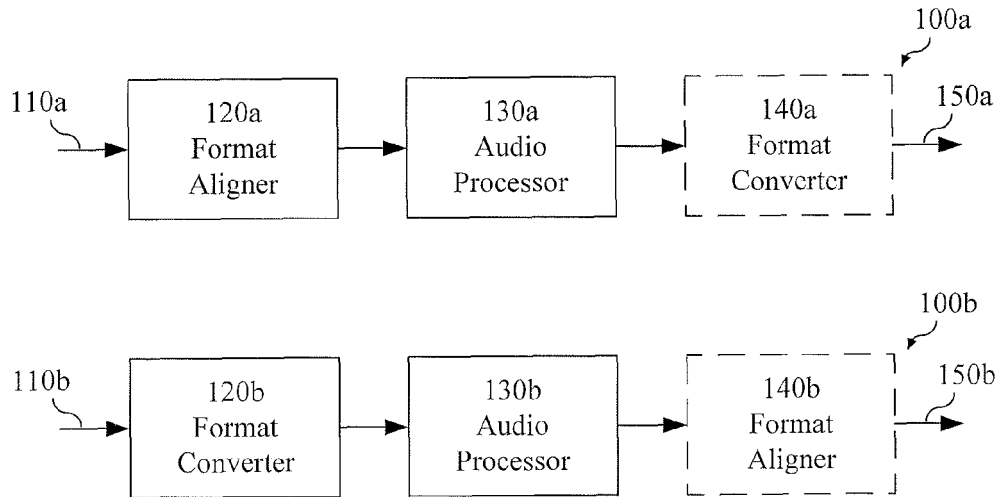 100a
110a
150a
120a
Format
Aligner
130a
Audio
Processor
140a
Format
Converter
100b
110b
150b
120b
Format
Converter
130b
Audio
Processor
140b
Format
Aligner